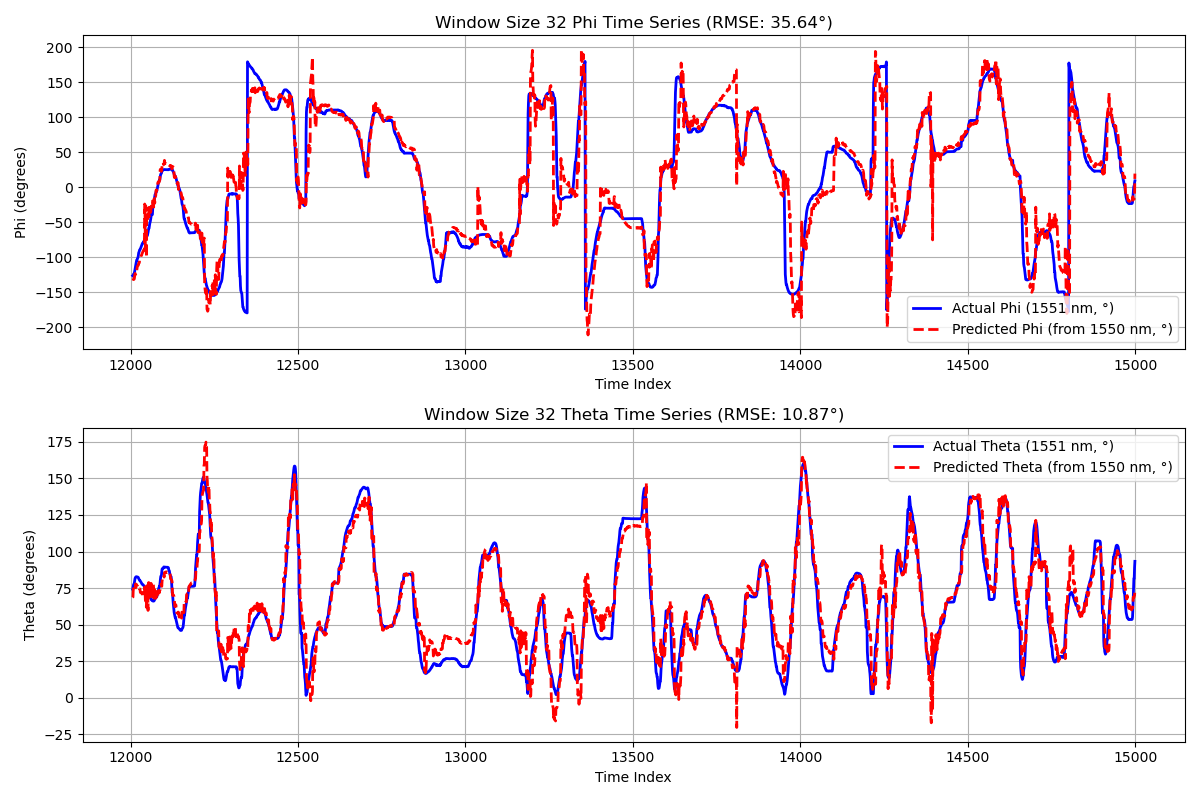 Window Size 32 Phi Time Series (RMSE: 35.64°)
Phi (degrees)
200
150
100
50
0
−50
−100
−150
−200
Actual Phi (1551 nm, °)
Predicted Phi (from 1550 nm, °)
12000 12500 13000 13500 14000 14500 15000
Time Index
Window Size 32 Theta Time Series (RMSE: 10.87°)
Theta (degrees)
175
150
125
100
75
50
25
0
−25
Actual Theta (1551 nm, °)
Predicted Theta (from 1550 nm, °)
12000 12500 13000 13500 14000 14500 15000
Time Index